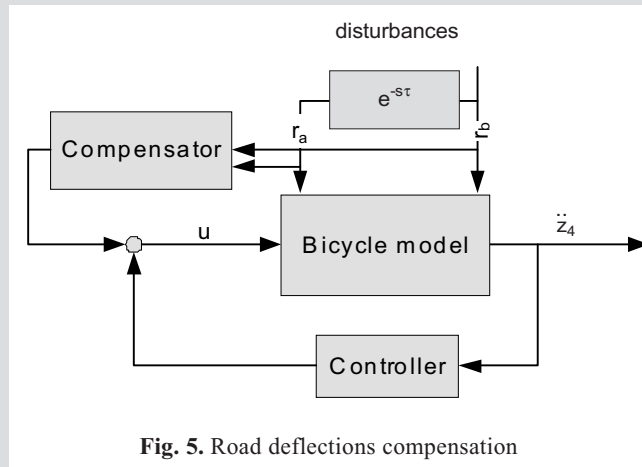 disturbances
e^-sτ
r_a
r_b
Compensator
u
Bicycle model
z̈_4
Controller
Fig. 5. Road deflections compensation